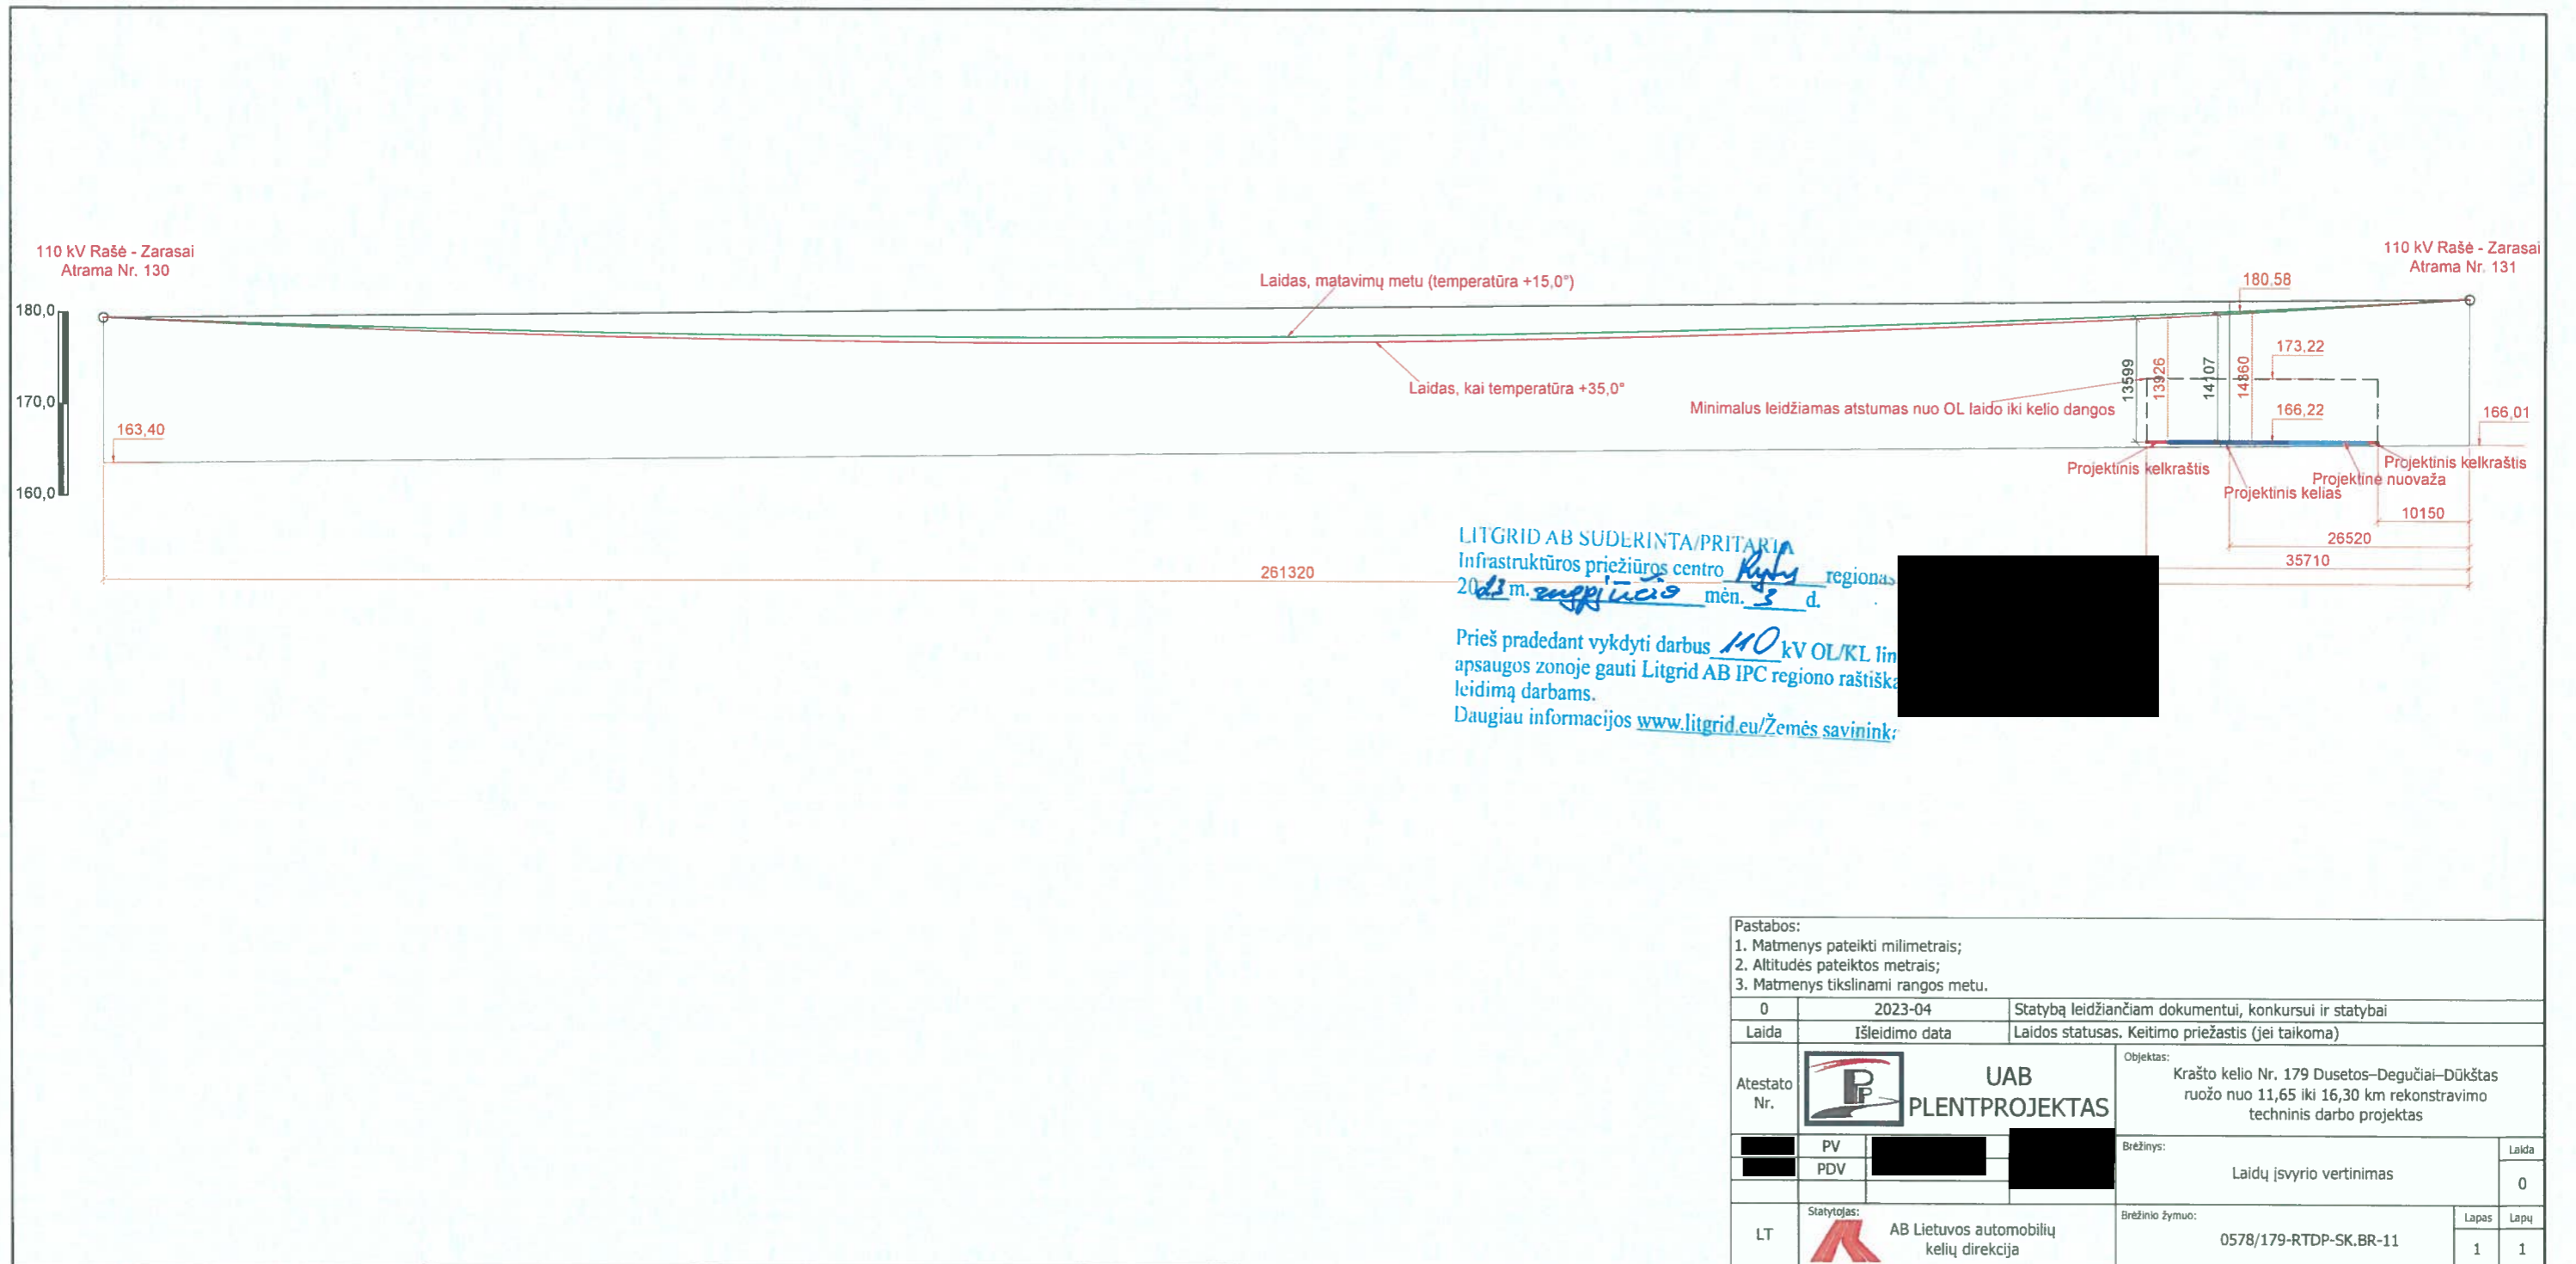 110 kV Rašė - Zarasai
Atrama Nr. 130
180,0
170,0
160,0
163,40
Laidas, matavimų metu (temperatūra +15,0°)
Laidas, kai temperatūra +35,0°
110 kV Rašė - Zarasai
Atrama Nr. 131
180,58
173,22
13599
13926
14107
14360
Minimalus leidžiamas atstumas nuo OL laido iki kelio dangos
166,22
166,01
Projektinis kelkraštis
Projektinis kelkraštis
Projektinė nuovaža
Projektinis kelias
10150
26520
35710
261320
LITGRID AB SUDERINTA/PRITARTA
Infrastruktūros priežiūros centro Rytų regionas
2023 m. rugpjūčio mėn. 3 d.
Prieš pradedant vykdyti darbus 110 kV OL/KL lin
apsaugos zonoje gauti Litgrid AB IPC regiono raštiška
leidimą darbams.
Daugiau informacijos www.litgrid.eu/Žemės savininka
Pastabos:
1. Matmenys pateikti milimetrais;
2. Altitudės pateiktos metrais;
3. Matmenys tikslinami rangos metu.
0 2023-04 Statybą leidžiančiam dokumentui, konkursui ir statybai
Laida Išleidimo data Laidos statusas. Keitimo priežastis (jei taikoma)
Atestato
Nr.
PP
UAB
PLENTPROJEKTAS
Objektas:
Krašto kelio Nr. 179 Dusetos–Degučiai–Dūkštas
ruožo nuo 11,65 iki 16,30 km rekonstravimo
techninis darbo projektas
PV
PDV
Brėžinys:
Laidų įsvyrio vertinimas
Laida
0
LT
Statytojas:
AB Lietuvos automobilių
kelių direkcija
Brėžinio žymuo:
0578/179-RTDP-SK.BR-11
Lapas Lapų
1 1